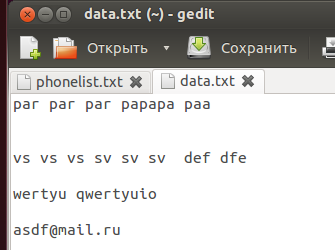 data.txt (~) - gedit
Открыть Сохранить
phonelist.txt data.txt
par par par papapa paa
vs vs vs sv sv sv  def dfe
wertyu qwertyuio
asdf@mail.ru